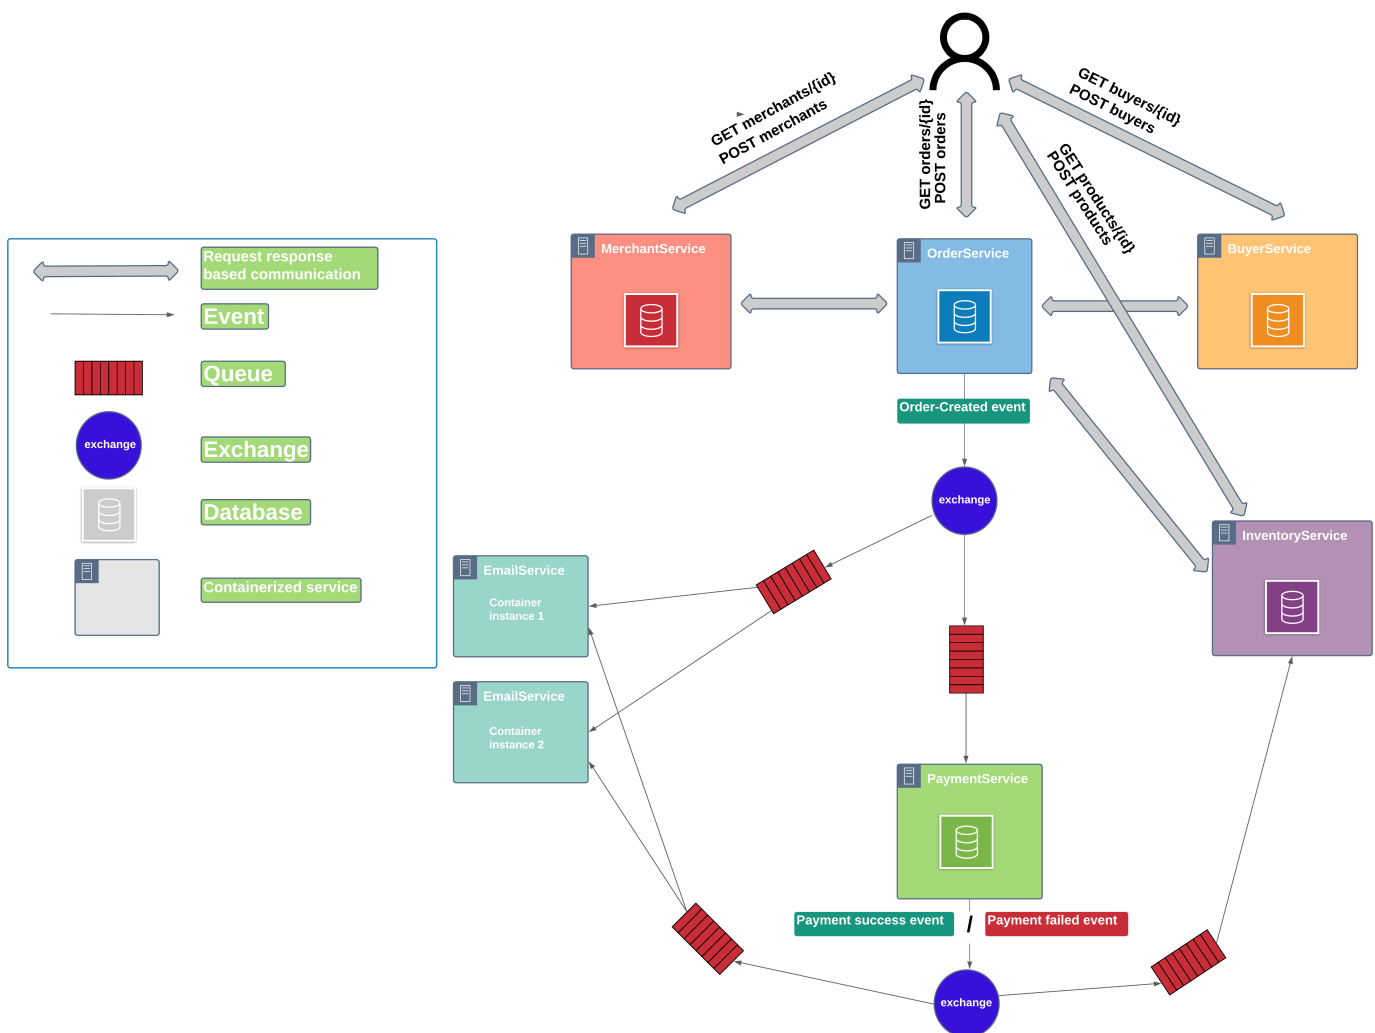 GET merchants/{id}
POST merchants
GET orders/{id}
POST orders
GET buyers/{id}
POST buyers
GET products/{id}
POST products
Request response
based communication
Event
Queue
exchange
Exchange
Database
Containerized service
MerchantService
OrderService
BuyerService
Order-Created event
exchange
InventoryService
EmailService
Container
instance 1
EmailService
Container
instance 2
PaymentService
Payment success event
/
Payment failed event
exchange